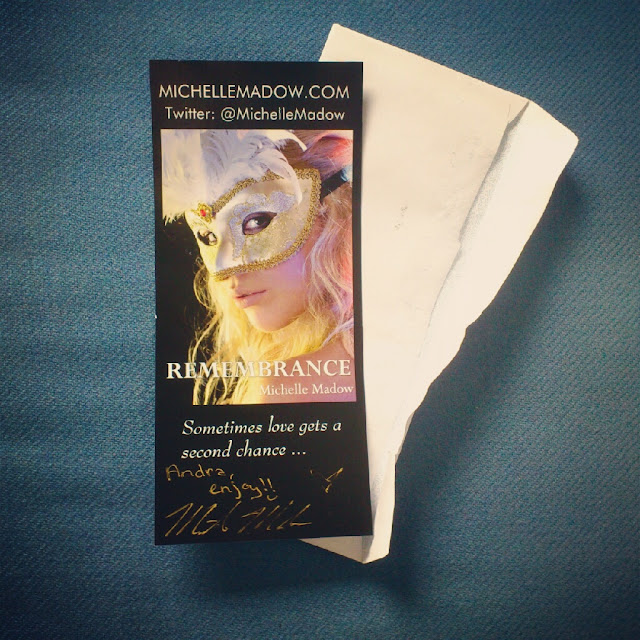 MICHELLEMADOW.COM
Twitter: @MichelleMadow
REMEMBRANCE
Michelle Madow
Sometimes love gets a
second chance ...
Andra,
enjoy!!